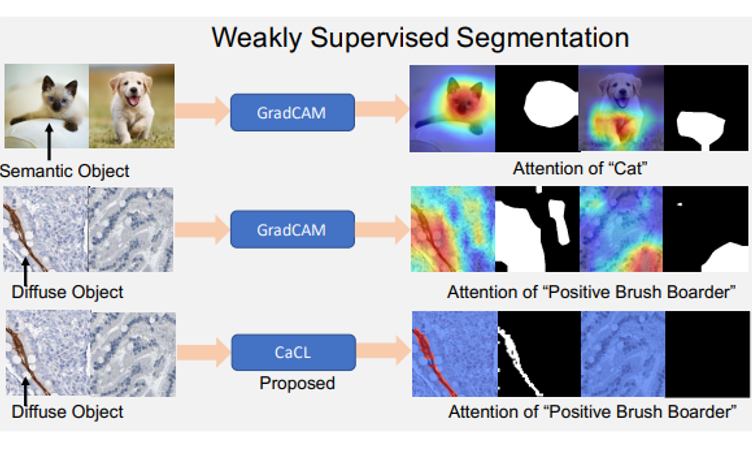 Weakly Supervised Segmentation
GradCAM
Semantic Object
Attention of “Cat”
GradCAM
Diffuse Object
Attention of “Positive Brush Boarder”
CaCL
Proposed
Diffuse Object
Attention of “Positive Brush Boarder”